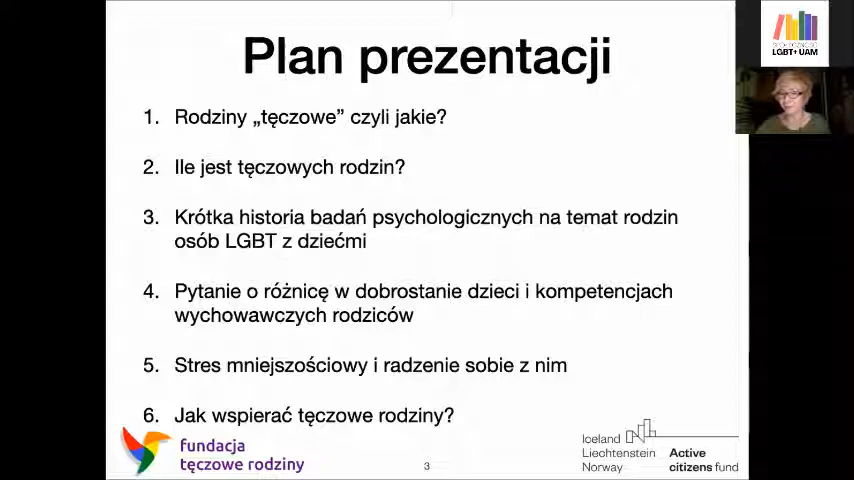 Plan prezentacji
1. Rodziny „tęczowe” czyli jakie?
2. Ile jest tęczowych rodzin?
3. Krótka historia badań psychologicznych na temat rodzin
osób LGBT z dziećmi
4. Pytanie o różnicę w dobrostanie dzieci i kompetencjach
wychowawczych rodziców
5. Stres mniejszościowy i radzenie sobie z nim
6. Jak wspierać tęczowe rodziny?
fundacja
tęczowe rodziny
3
Iceland
Liechtenstein
Norway
Active
citizens fund
LGBT+ UAM